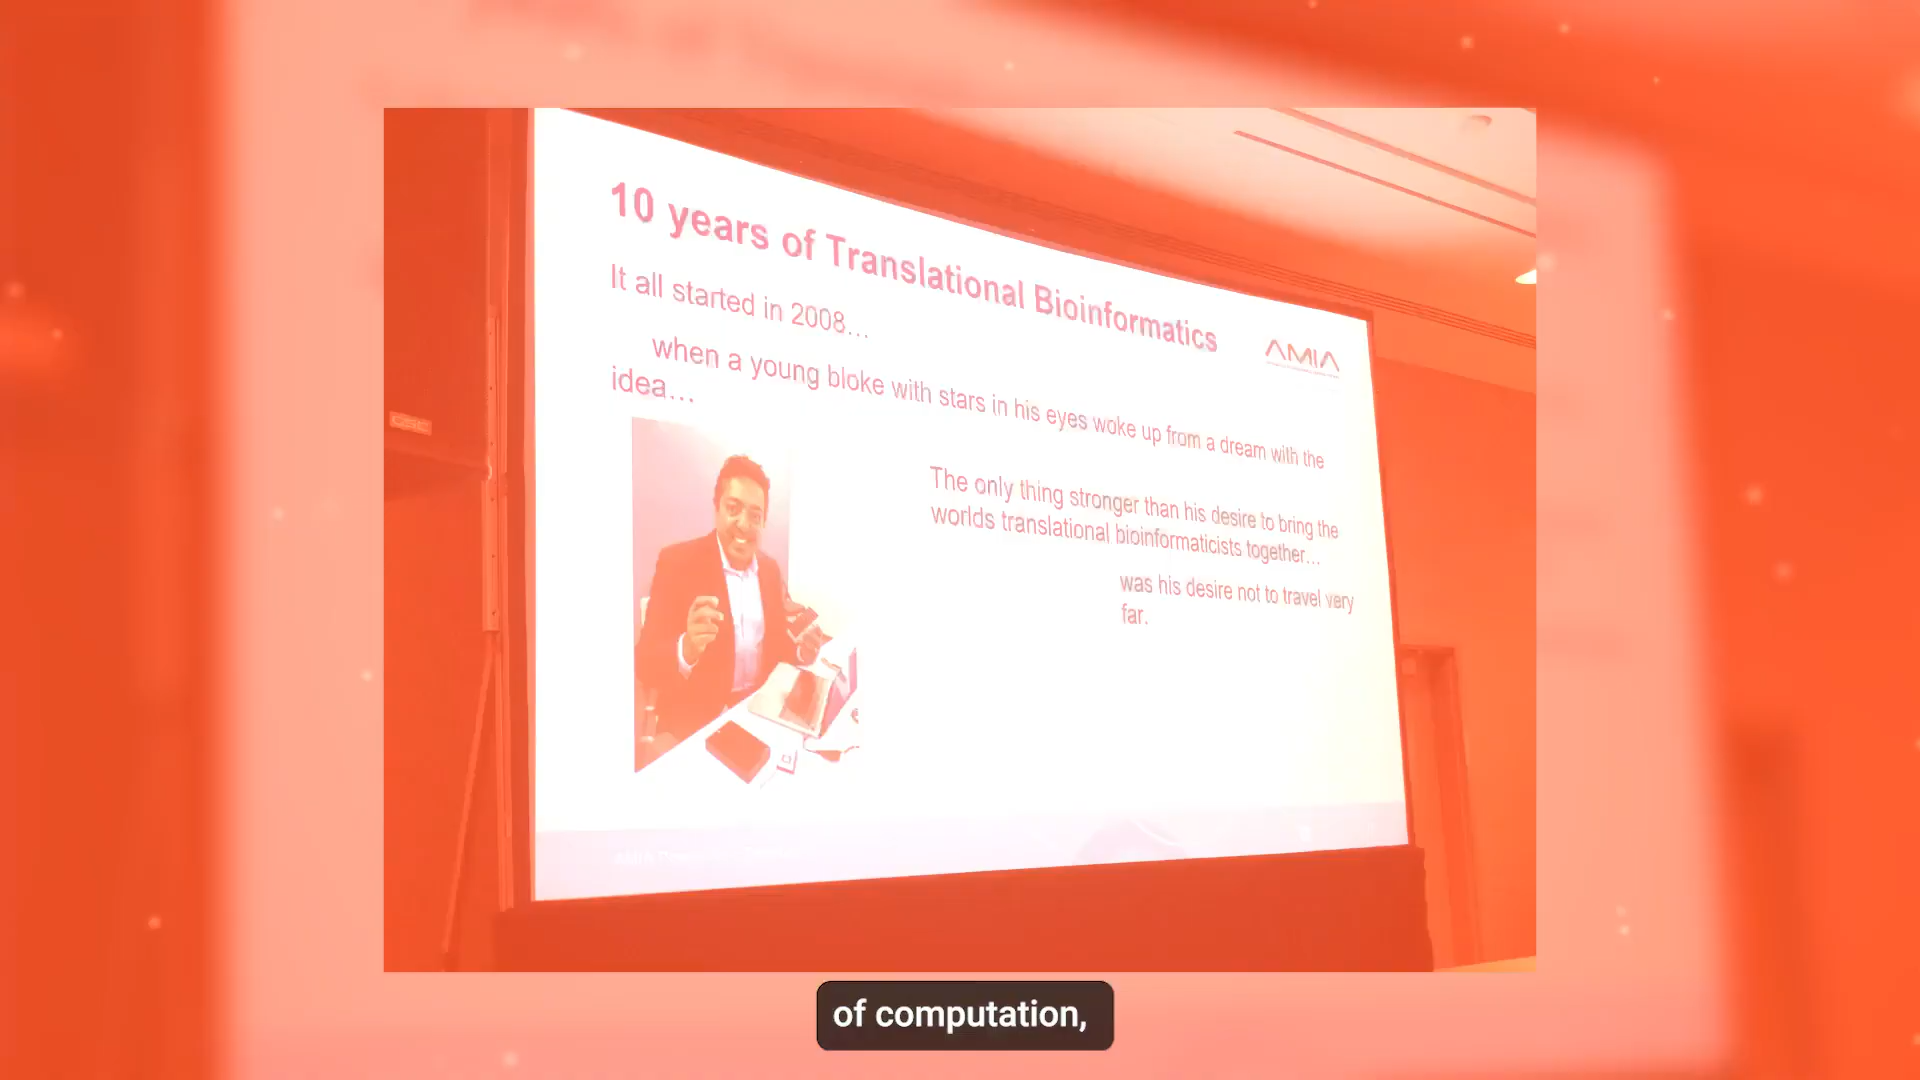 10 years of Translational Bioinformatics
It all started in 2008...
AMIA
when a young bloke with stars in his eyes woke up from a dream with the
idea...
The only thing stronger than his desire to bring the
worlds translational bioinformaticists together...
was his desire not to travel very
far.
of computation,